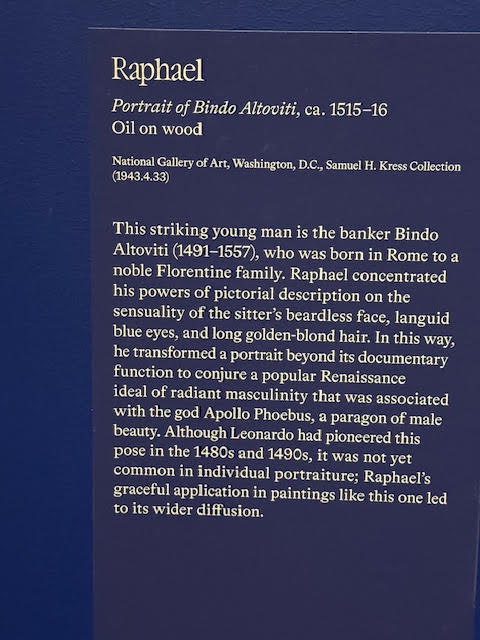 Raphael
Portrait of Bindo Altoviti, ca. 1515–16
Oil on wood
National Gallery of Art, Washington, D.C., Samuel H. Kress Collection
(1943.4.33)
This striking young man is the banker Bindo
Altoviti (1491–1557), who was born in Rome to a
noble Florentine family. Raphael concentrated
his powers of pictorial description on the
sensuality of the sitter's beardless face, languid
blue eyes, and long golden-blond hair. In this way,
he transformed a portrait beyond its documentary
function to conjure a popular Renaissance
ideal of radiant masculinity that was associated
with the god Apollo Phoebus, a paragon of male
beauty. Although Leonardo had pioneered this
pose in the 1480s and 1490s, it was not yet
common in individual portraiture; Raphael's
graceful application in paintings like this one led
to its wider diffusion.